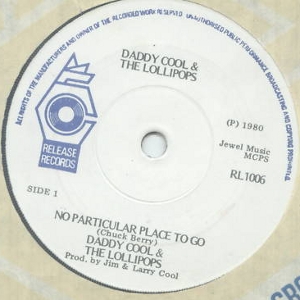 ALL RIGHTS OF THE MANUFACTURERS AND OWNER OF THE RECORDED WORK RESERVED UNAUTHORISED PUBLIC PERFORMANCE BROADCASTING AND COPYING PROHIBITED
DADDY COOL &
THE LOLLIPOPS
(P) 1980
Jewel Music
MCPS
RL1006
RELEASE
RECORDS
SIDE 1
NO PARTICULAR PLACE TO GO
(Chuck Berry)
DADDY COOL &
THE LOLLIPOPS
Prod. by Jim & Larry Cool